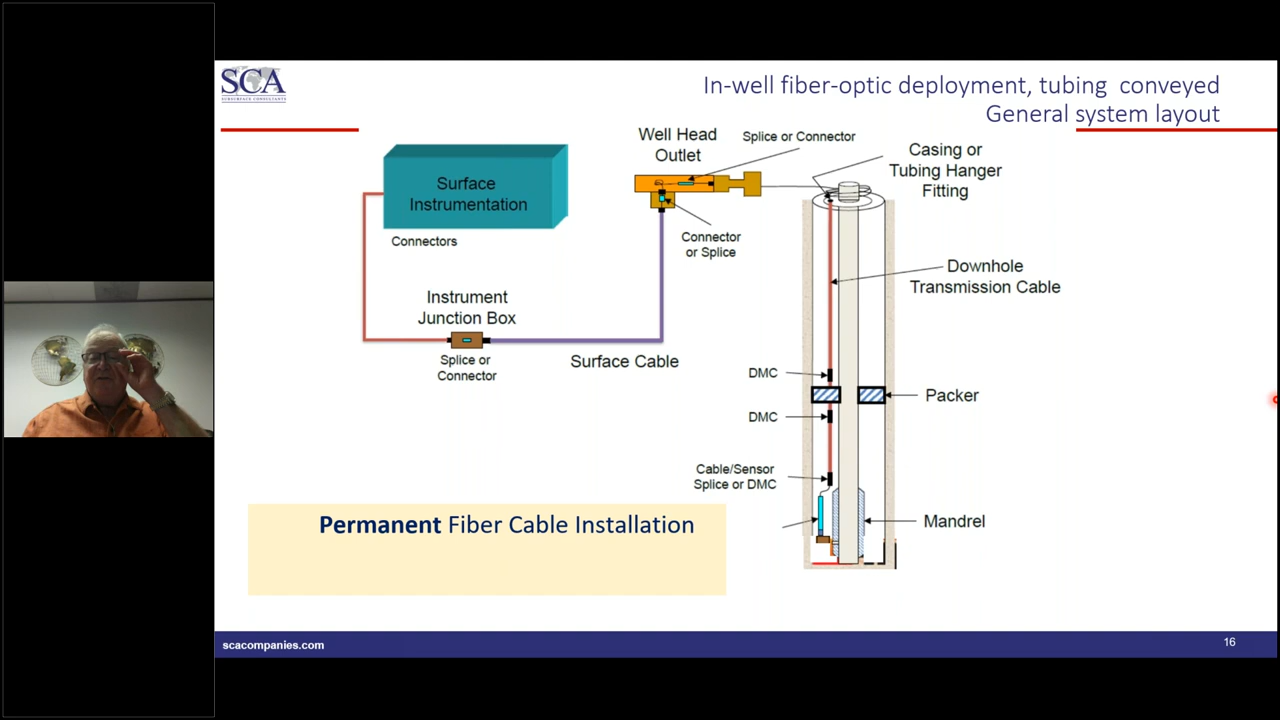 SCA
SUBSURFACE CONSULTANTS
In-well fiber-optic deployment, tubing conveyed
General system layout
Well Head
Outlet
Splice or Connector
Casing or
Tubing Hanger
Fitting
Surface
Instrumentation
Connectors
Connector
or Splice
Downhole
Transmission Cable
Instrument
Junction Box
Splice or
Connector
Surface Cable
DMC
Packer
DMC
Cable/Sensor
Splice or DMC
Mandrel
Permanent Fiber Cable Installation
scacompanies.com
16